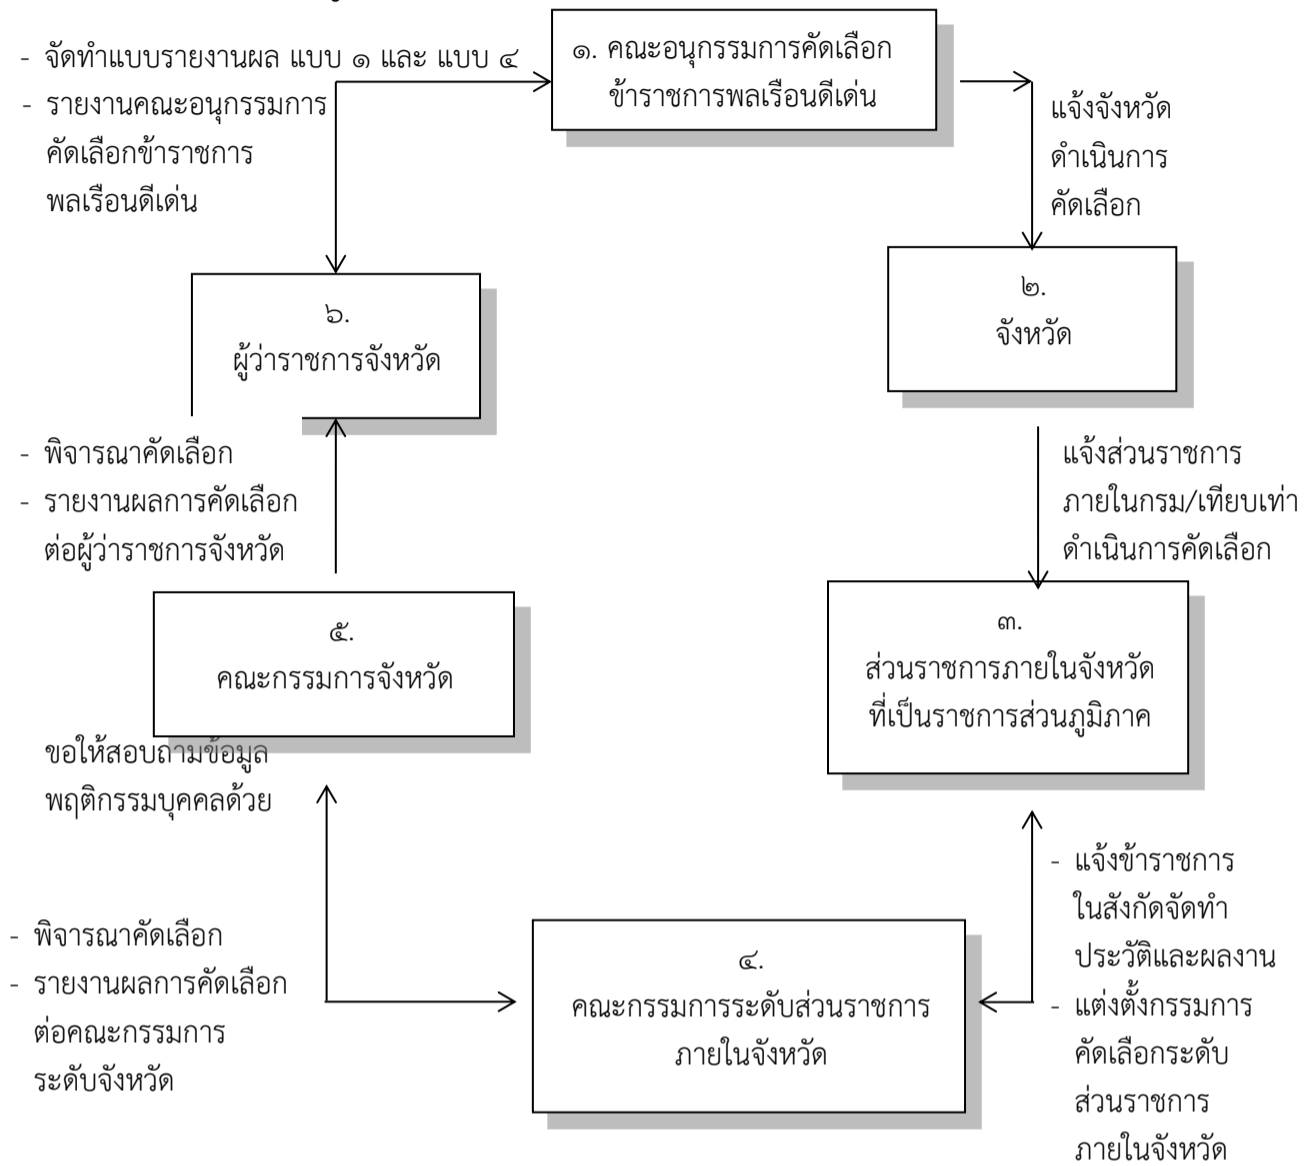 - จัดทำแบบรายงานผล แบบ ๑ และ แบบ ๔
- รายงานคณะอนุกรรมการ
คัดเลือกข้าราชการ
พลเรือนดีเด่น
๑. คณะอนุกรรมการคัดเลือก
ข้าราชการพลเรือนดีเด่น
แจ้งจังหวัด
ดำเนินการ
คัดเลือก
๒.
จังหวัด
แจ้งส่วนราชการ
ภายในกรม/เทียบเท่า
ดำเนินการคัดเลือก
๓.
ส่วนราชการภายในจังหวัด
ที่เป็นราชการส่วนภูมิภาค
- แจ้งข้าราชการ
ในสังกัดจัดทำ
ประวัติและผลงาน
- แต่งตั้งกรรมการ
คัดเลือกระดับ
ส่วนราชการ
ภายในจังหวัด
๔.
คณะกรรมการระดับส่วนราชการ
ภายในจังหวัด
- พิจารณาคัดเลือก
- รายงานผลการคัดเลือก
ต่อคณะกรรมการ
ระดับจังหวัด
ขอให้สอบถามข้อมูล
พฤติกรรมบุคคลด้วย
๕.
คณะกรรมการจังหวัด
- พิจารณาคัดเลือก
- รายงานผลการคัดเลือก
ต่อผู้ว่าราชการจังหวัด
๖.
ผู้ว่าราชการจังหวัด